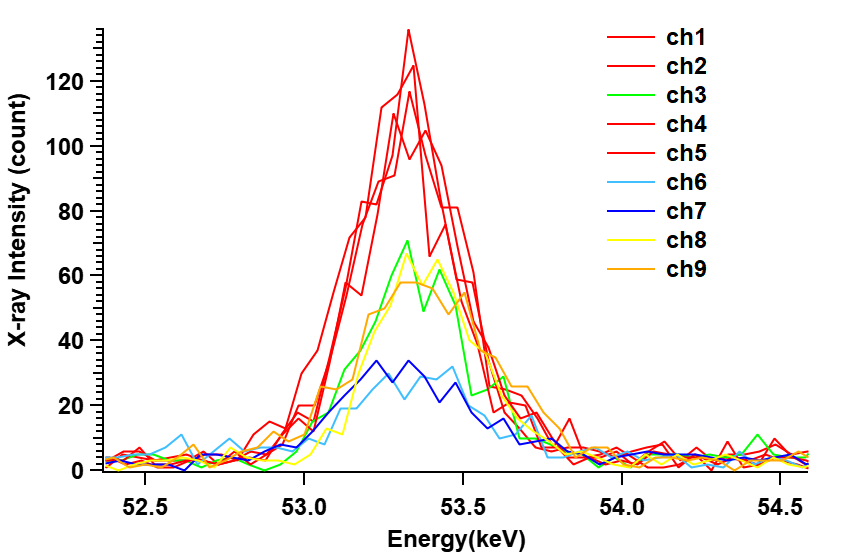 X-ray Intensity (count)
120
100
80
60
40
20
0
52.5 53.0 53.5 54.0 54.5
Energy(keV)
ch1
ch2
ch3
ch4
ch5
ch6
ch7
ch8
ch9